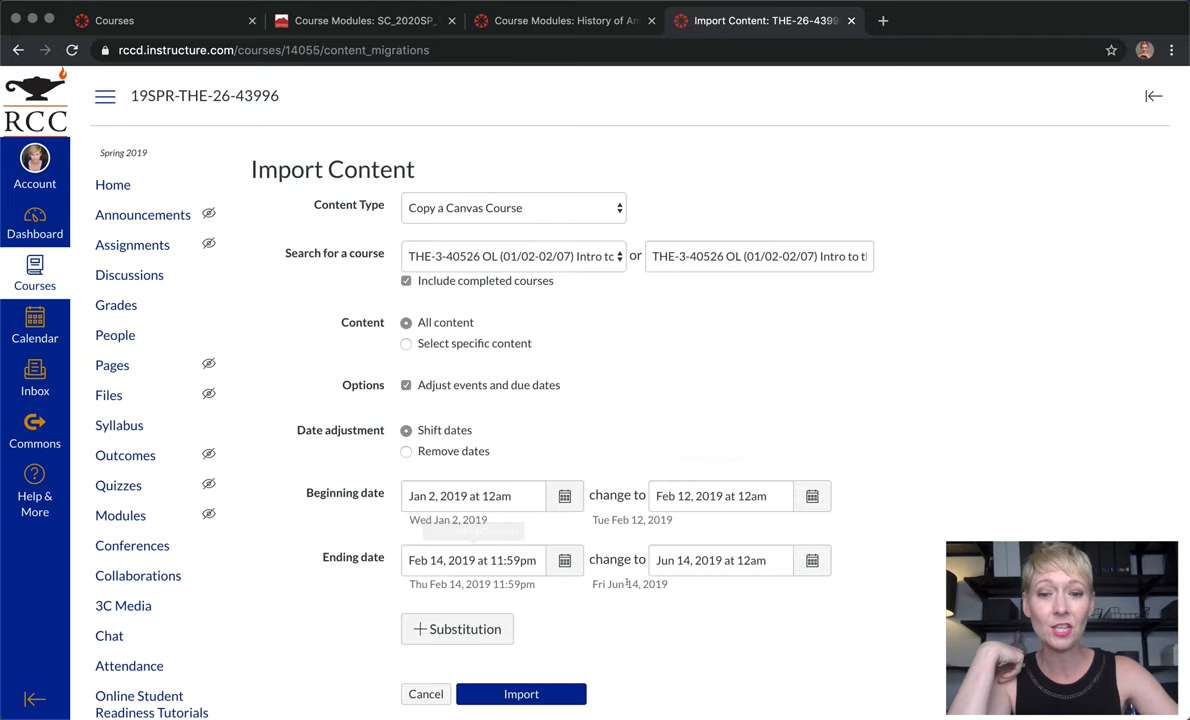 Courses
Course Modules: SC_2020SP_
Course Modules: History of An
Import Content: THE-26-4399
rccd.instructure.com/courses/14055/content_migrations
RCC
19SPR-THE-26-43996
Account
Dashboard
Courses
Calendar
Inbox
Commons
Help &
More
Spring 2019
Home
Announcements
Assignments
Discussions
Grades
People
Pages
Files
Syllabus
Outcomes
Quizzes
Modules
Conferences
Collaborations
3C Media
Chat
Attendance
Online Student
Readiness Tutorials
Import Content
Content Type Copy a Canvas Course
Search for a course THE-3-40526 OL (01/02-02/07) Intro tc or THE-3-40526 OL (01/02-02/07) Intro to t
Include completed courses
Content All content
Select specific content
Options Adjust events and due dates
Date adjustment Shift dates
Remove dates
Beginning date Jan 2, 2019 at 12am change to Feb 12, 2019 at 12am
Wed Jan 2, 2019 Tue Feb 12, 2019
Ending date Feb 14, 2019 at 11:59pm change to Jun 14, 2019 at 12am
Thu Feb 14, 2019 11:59pm Fri Jun 14, 2019
+ Substitution
Cancel Import